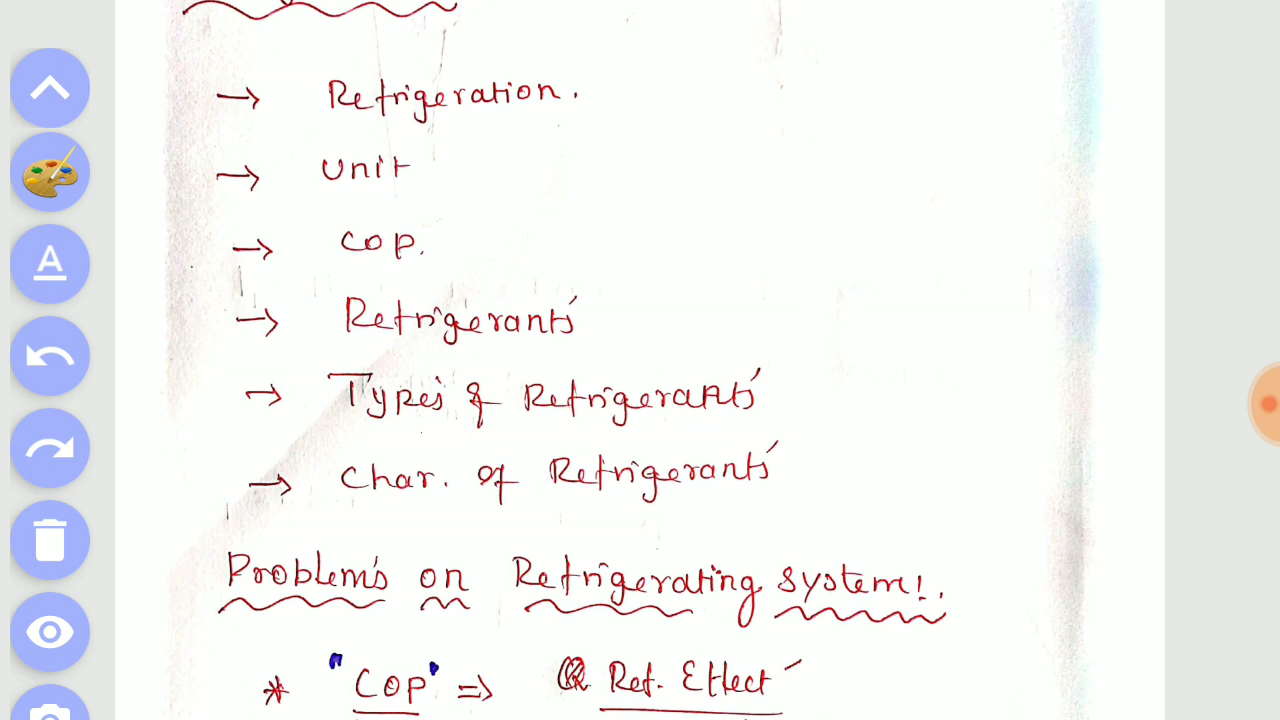 → Refrigeration.
→ Unit
→ COP.
→ Refrigerants
→ Types of Refrigerants
→ Char. of Refrigerants
Problems on Refrigerating System!.
* "COP" => Ref. Effect